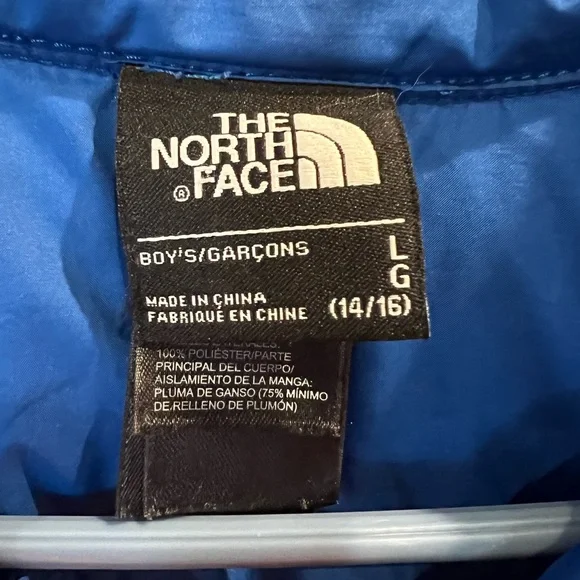 THE
NORTH
® FACE
BOY'S/GARÇONS L
G
MADE IN CHINA
FABRIQUÉ EN CHINE (14/16)
100% POLIÉSTER/PARTE
PRINCIPAL DEL CUERPO/
AISLAMIENTO DE LA MANGA:
PLUMA DE GANSO (75% MÍNIMO
DE RELLENO DE PLUMÓN)